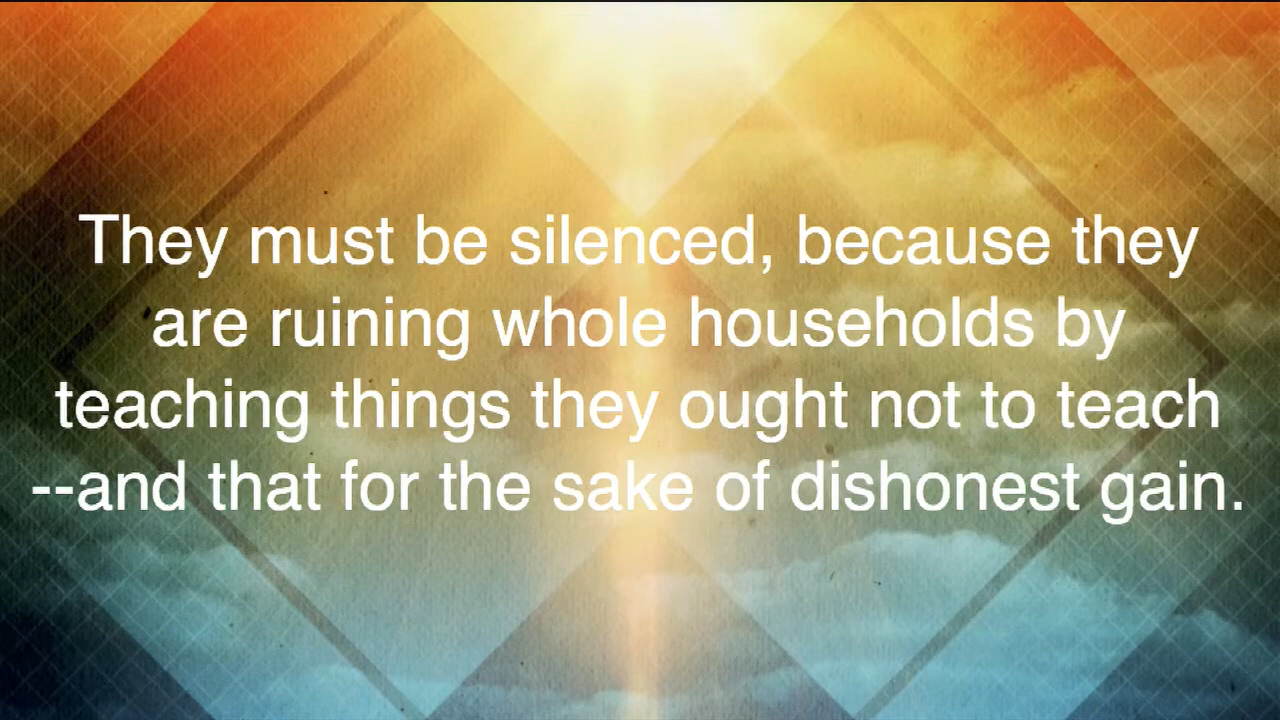 They must be silenced, because they
are ruining whole households by
teaching things they ought not to teach
--and that for the sake of dishonest gain.